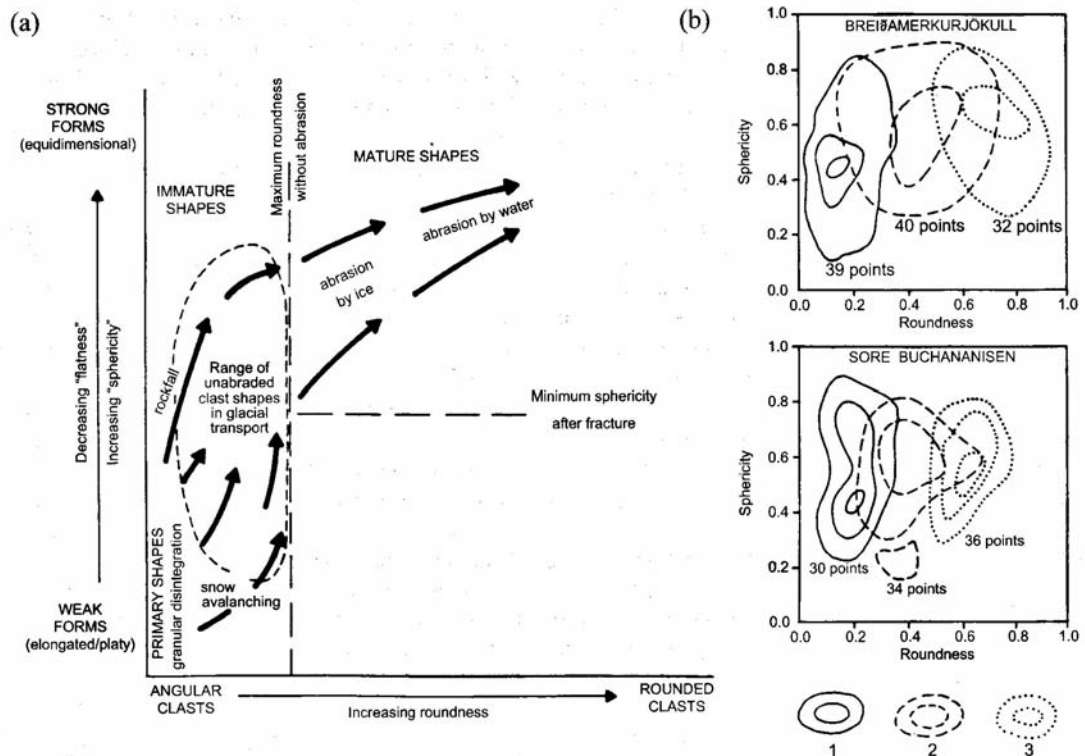 (a)
STRONG
FORMS
(equidimensional)
Decreasing "flatness"
Increasing "sphericity"
WEAK
FORMS
(elongated/platy)
IMMATURE
SHAPES
Maximum roundness
without abrasion
MATURE SHAPES
abrasion by water
abrasion
by ice
rockfall
Range of
unabraded
clast shapes
in glacial
transport
Minimum sphericity
after fracture
PRIMARY SHAPES
granular disintegration
snow
avalanching
ANGULAR
CLASTS
Increasing roundness
ROUNDED
CLASTS
(b)
BREIÐAMERKURJÖKULL
1.0
0.8
0.6
0.4
0.2
0.0
Sphericity
40 points
32 points
39 points
0.0 0.2 0.4 0.6 0.8 1.0
Roundness
SORE BUCHANANISEN
1.0
0.8
0.6
0.4
0.2
0.0
Sphericity
36 points
30 points
34 points
0.0 0.2 0.4 0.6 0.8 1.0
Roundness
1 2 3